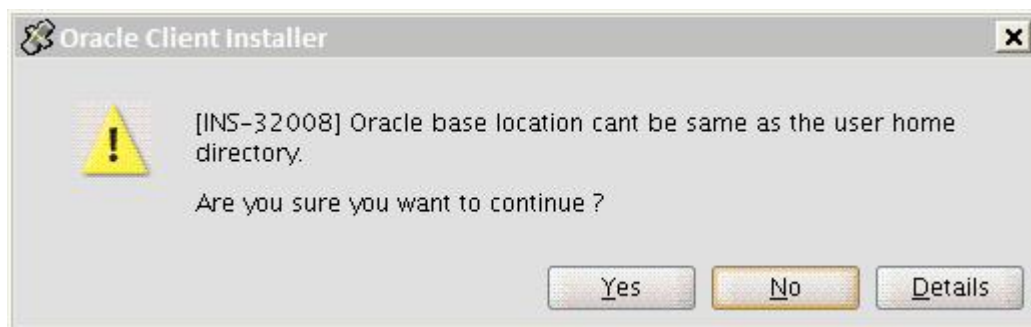 Oracle Client Installer
[INS-32008] Oracle base location cant be same as the user home
directory.
Are you sure you want to continue ?
Yes No Details